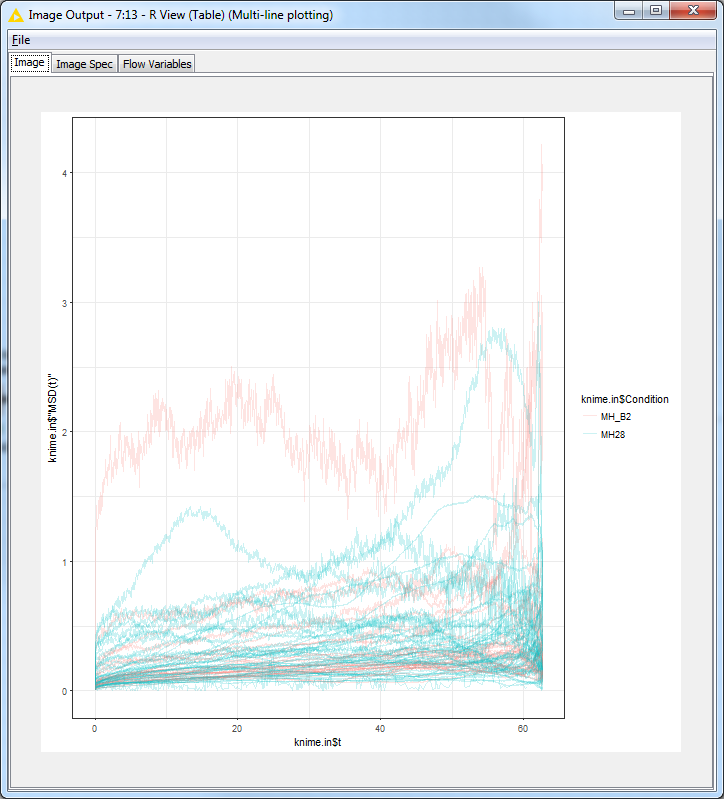 Image Output - 7:13 - R View (Table) (Multi-line plotting)
File
Image Image Spec Flow Variables
4
3
2
1
0
knime.in$"MSD(t)"
0 20 40 60
knime.in$t
knime.in$Condition
MH_B2
MH28